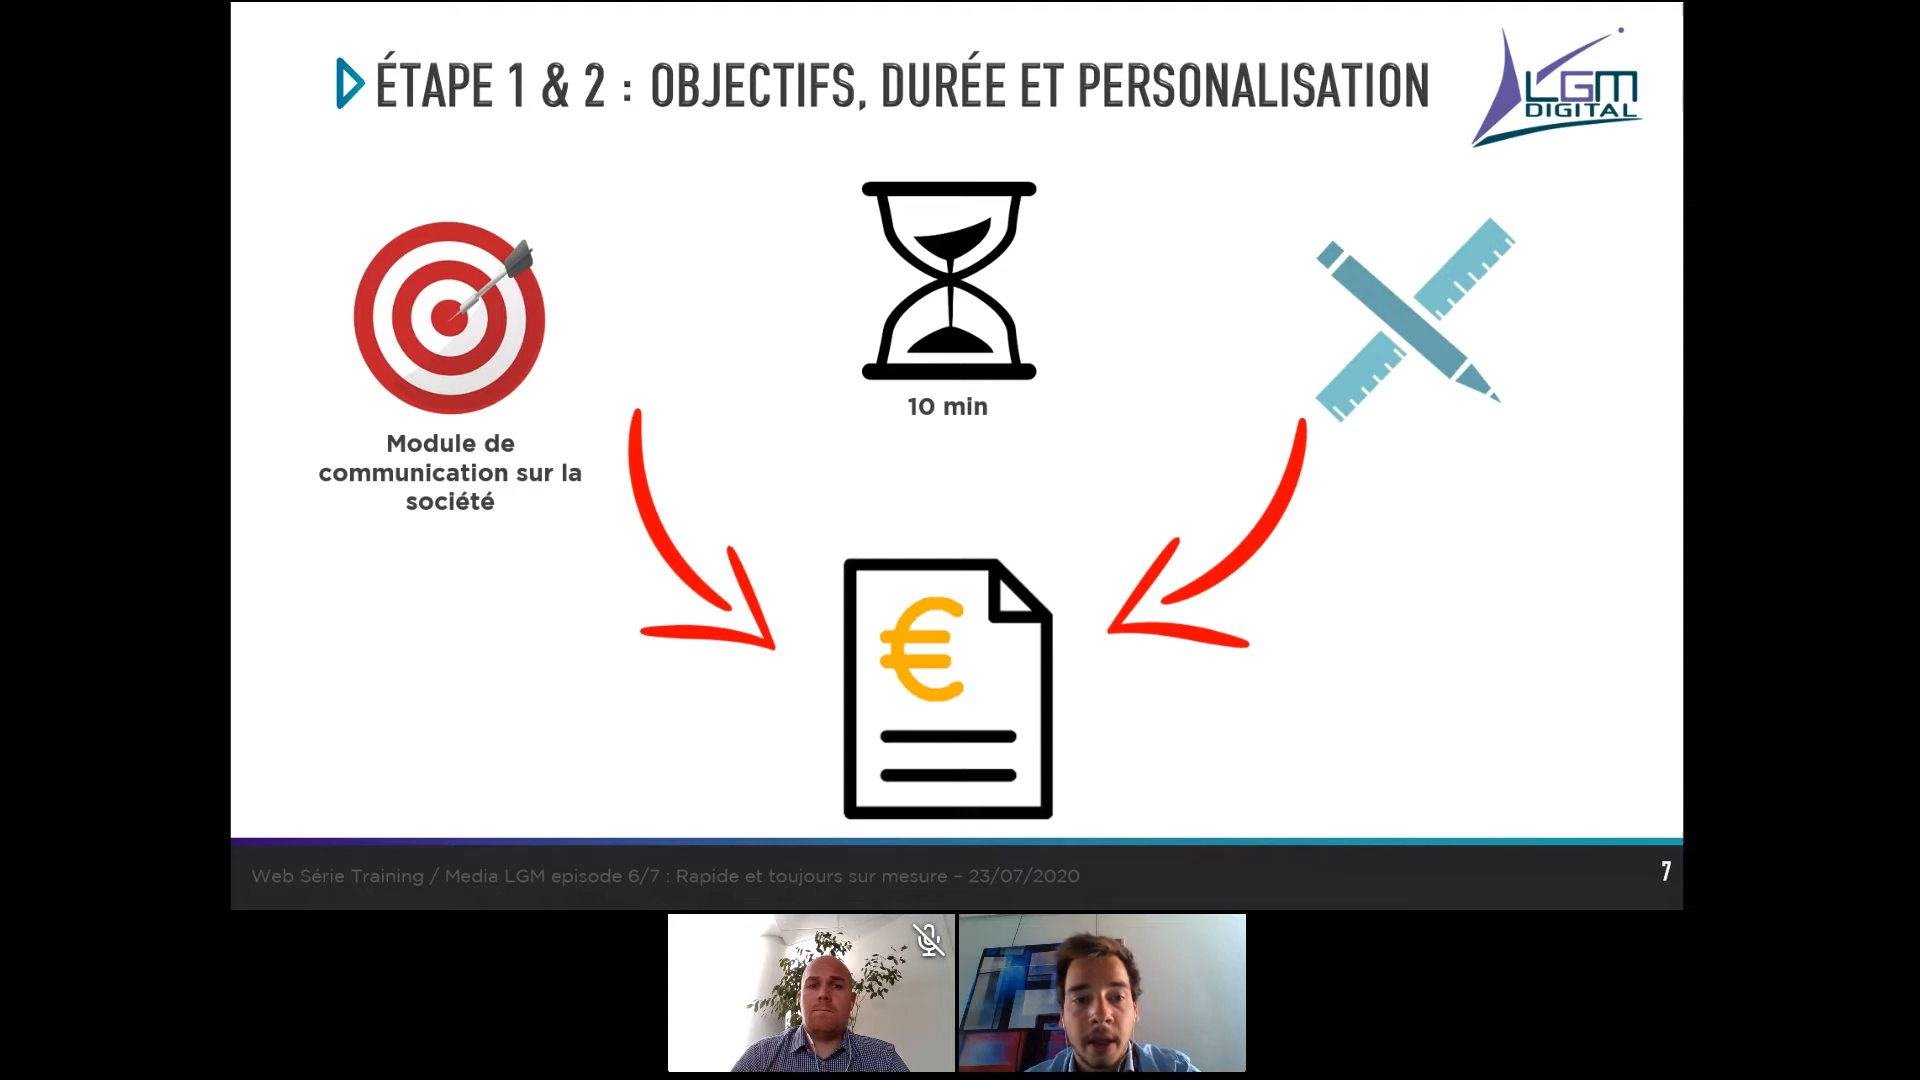 ÉTAPE 1 & 2 : OBJECTIFS, DURÉE ET PERSONALISATION
LGM
DIGITAL
10 min
Module de
communication sur la
société
€
Web Série Training / Media LGM episode 6/7 : Rapide et toujours sur mesure – 23/07/2020
7